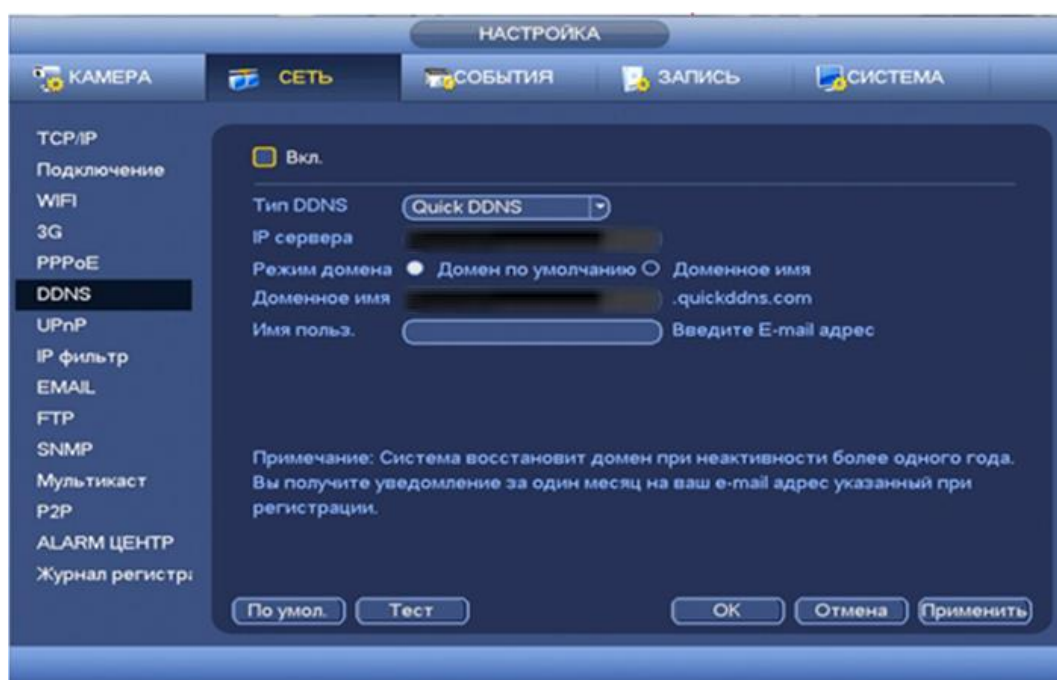 НАСТРОЙКА
КАМЕРА СЕТЬ СОБЫТИЯ ЗАПИСЬ СИСТЕМА
TCP/IP
Подключение
WIFI
3G
PPPoE
DDNS
UPnP
IP фильтр
EMAIL
FTP
SNMP
Мультикаст
P2P
ALARM ЦЕНТР
Журнал регистра
Вкл.
Тип DDNS Quick DDNS
IP сервера
Режим домена Домен по умолчанию Доменное имя
Доменное имя .quickddns.com
Имя польз. Введите E-mail адрес
Примечание: Система восстановит домен при неактивности более одного года.
Вы получите уведомление за один месяц на ваш e-mail адрес указанный при
регистрации.
По умол. Тест ОК Отмена Применить